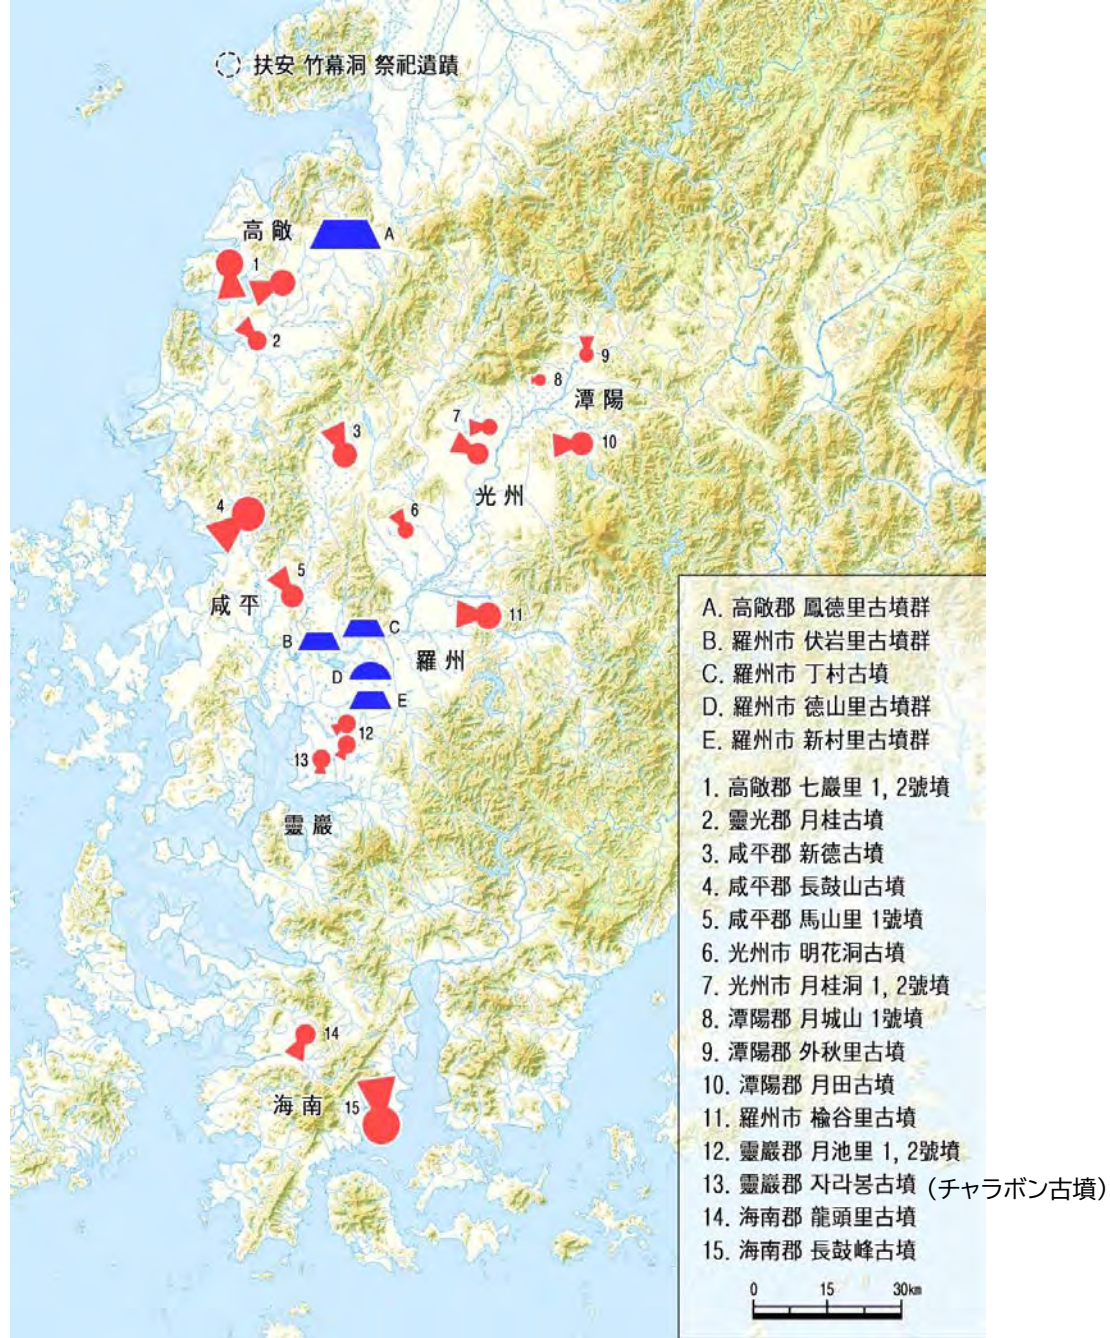 扶安 竹幕洞 祭祀遺蹟
高敞
A
1
2
9
8
潭陽
7
3
10
光州
4
6
5
咸平
11
C
B
羅州
D
E
12
13
靈巖
14
海南
15
A. 高敞郡 鳳德里古墳群
B. 羅州市 伏岩里古墳群
C. 羅州市 丁村古墳
D. 羅州市 德山里古墳群
E. 羅州市 新村里古墳群
1. 高敞郡 七巖里 1, 2號墳
2. 靈光郡 月桂古墳
3. 咸平郡 新德古墳
4. 咸平郡 長鼓山古墳
5. 咸平郡 馬山里 1號墳
6. 光州市 明花洞古墳
7. 光州市 月桂洞 1, 2號墳
8. 潭陽郡 月城山 1號墳
9. 潭陽郡 外秋里古墳
10. 潭陽郡 月田古墳
11. 羅州市 楡谷里古墳
12. 靈巖郡 月池里 1, 2號墳
13. 靈巖郡 자라봉古墳 (チャラボン古墳)
14. 海南郡 龍頭里古墳
15. 海南郡 長鼓峰古墳
0 15 30km